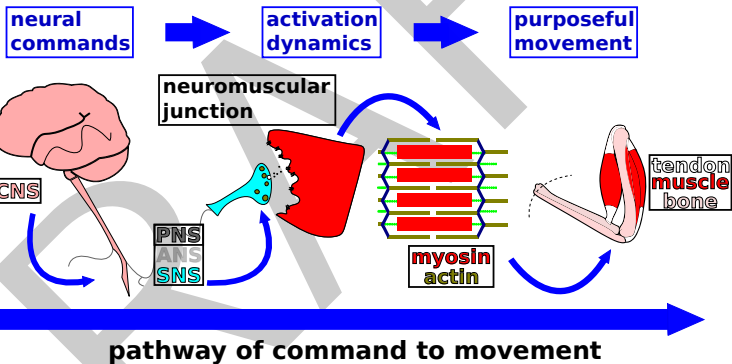 neural
commands
activation
dynamics
purposeful
movement
neuromuscular
junction
CNS
PNS
ANS
SNS
myosin
actin
tendon
muscle
bone
pathway of command to movement